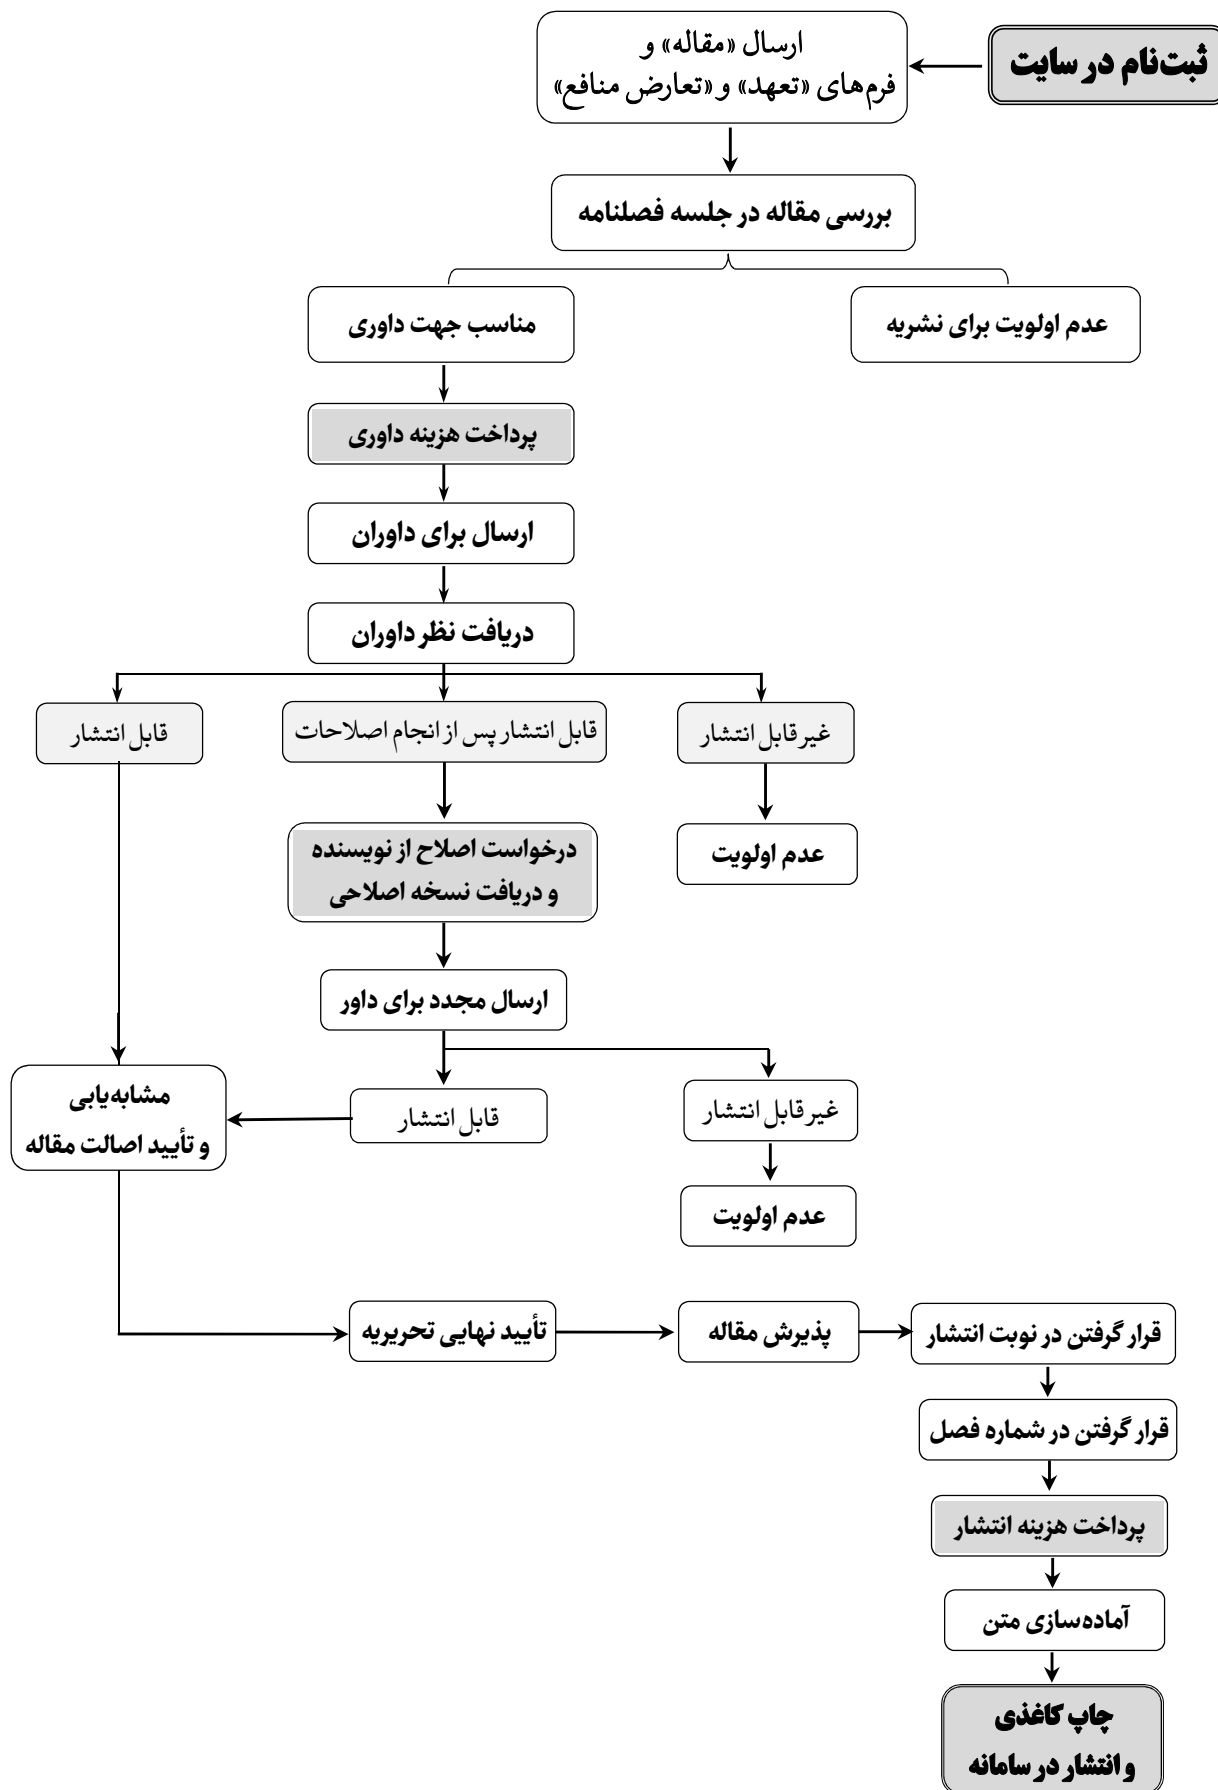 ثبت‌نام در سایت
ارسال «مقاله» و
فرم‌های «تعهد» و «تعارض منافع»
بررسی مقاله در جلسه فصلنامه
عدم اولویت برای نشریه
مناسب جهت داوری
پرداخت هزینه داوری
ارسال برای داوران
دریافت نظر داوران
غیر قابل انتشار
قابل انتشار پس از انجام اصلاحات
قابل انتشار
عدم اولویت
درخواست اصلاح از نویسنده
و دریافت نسخه اصلاحی
ارسال مجدد برای داور
غیر قابل انتشار
قابل انتشار
مشابه‌یابی
و تأیید اصالت مقاله
عدم اولویت
تأیید نهایی تحریریه
پذیرش مقاله
قرار گرفتن در نوبت انتشار
قرار گرفتن در شماره فصل
پرداخت هزینه انتشار
آماده‌سازی متن
چاپ کاغذی
و انتشار در سامانه